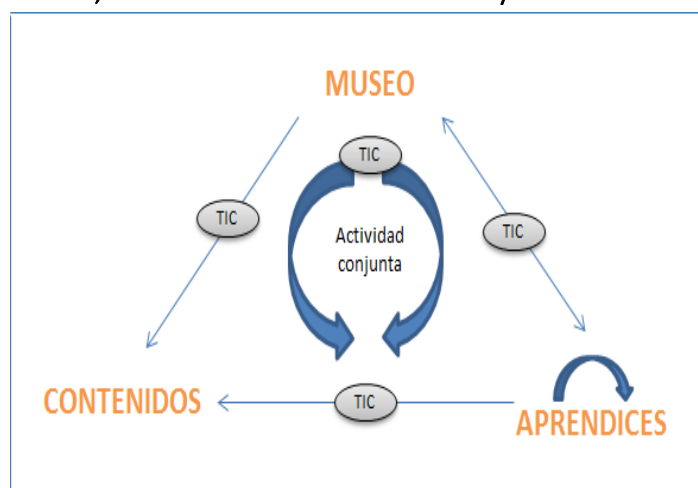 MUSEO
TIC
TIC
TIC
Actividad
conjunta
CONTENIDOS
TIC
APRENDICES